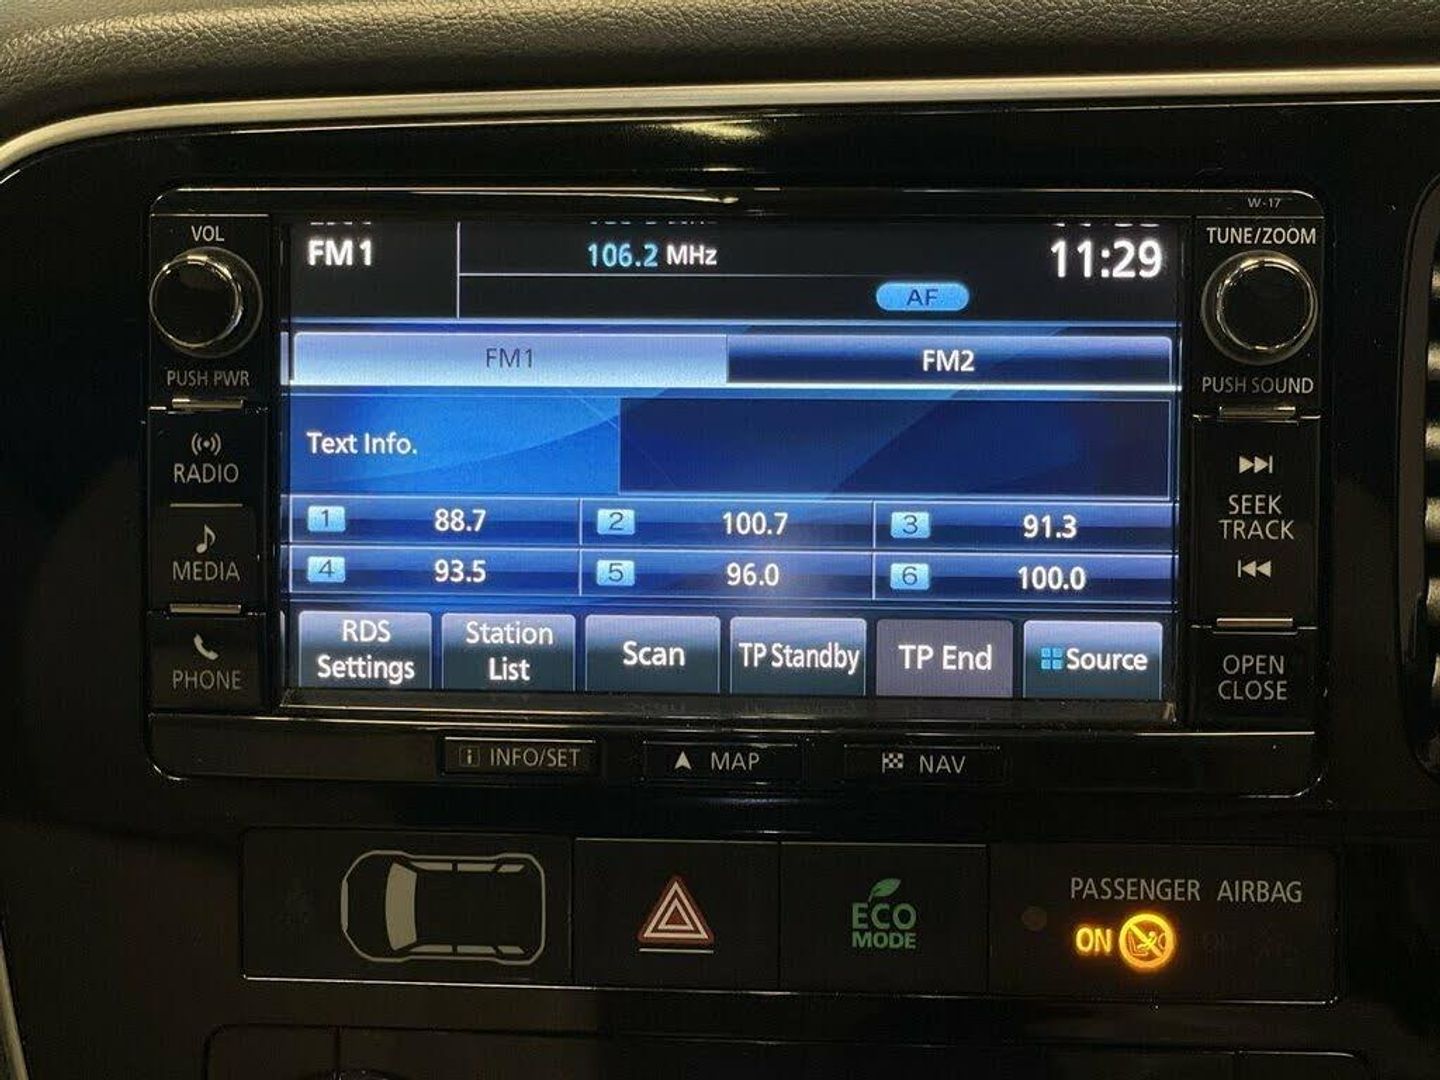 W-17
VOL
PUSH PWR
RADIO
MEDIA
PHONE
FM1
106.2 MHz
11:29
AF
FM1
FM2
Text Info.
1 88.7
2 100.7
3 91.3
4 93.5
5 96.0
6 100.0
RDS
Settings
Station
List
Scan
TP Standby
TP End
Source
TUNE/ZOOM
PUSH SOUND
SEEK
TRACK
OPEN
CLOSE
i INFO/SET
MAP
NAV
ECO
MODE
PASSENGER AIRBAG
ON